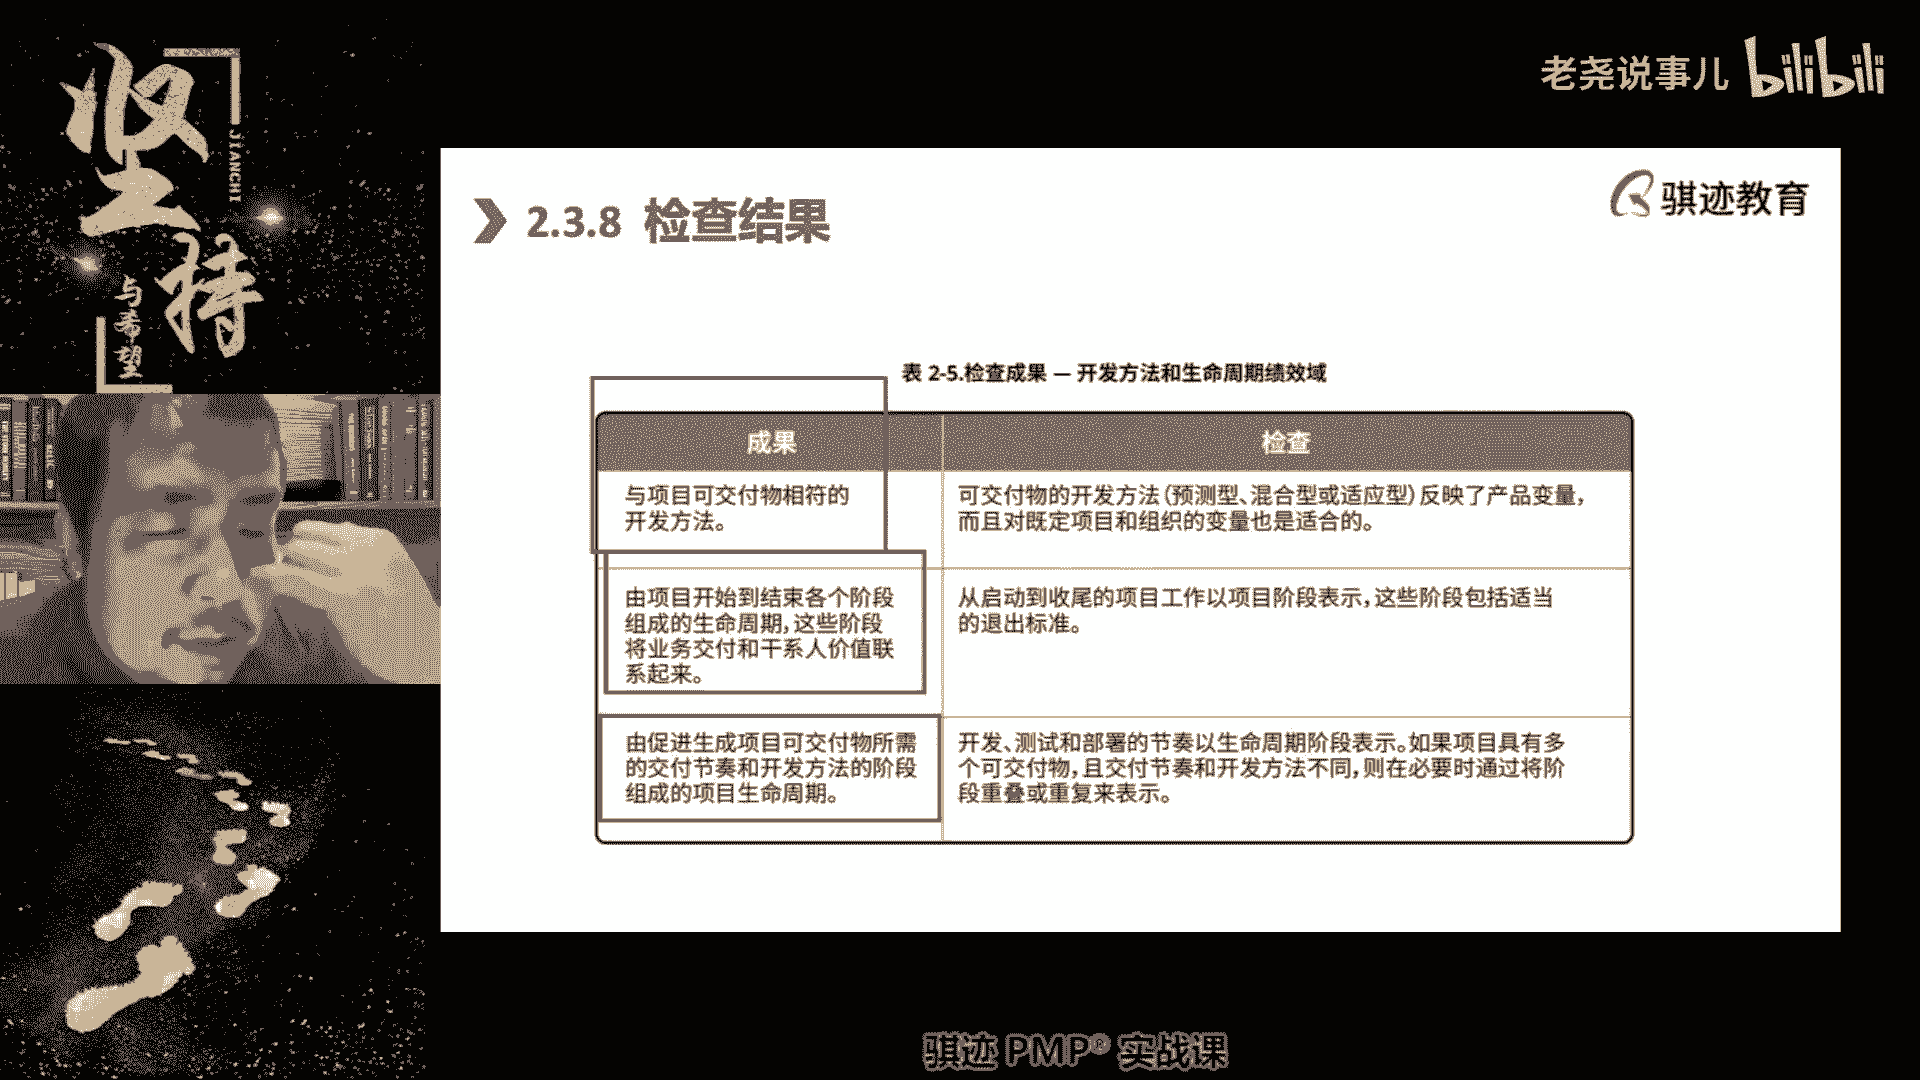 坚持
JIANCHI
与希望
老尧说事儿 bilibili
骐迹教育
2.3.8 检查结果
表 2-5.检查成果 — 开发方法和生命周期绩效域
成果
检查
与项目可交付物相符的
开发方法。
可交付物的开发方法(预测型、混合型或适应型)反映了产品变量,
而且对既定项目和组织的变量也是适合的。
由项目开始到结束各个阶段
组成的生命周期,这些阶段
将业务交付和干系人价值联
系起来。
从启动到收尾的项目工作以项目阶段表示,这些阶段包括适当
的退出标准。
由促进生成项目可交付物所需
的交付节奏和开发方法的阶段
组成的项目生命周期。
开发、测试和部署的节奏以生命周期阶段表示。如果项目具有多
个可交付物,且交付节奏和开发方法不同,则在必要时通过将阶
段重叠或重复来表示。
骐迹 PMP® 实战课